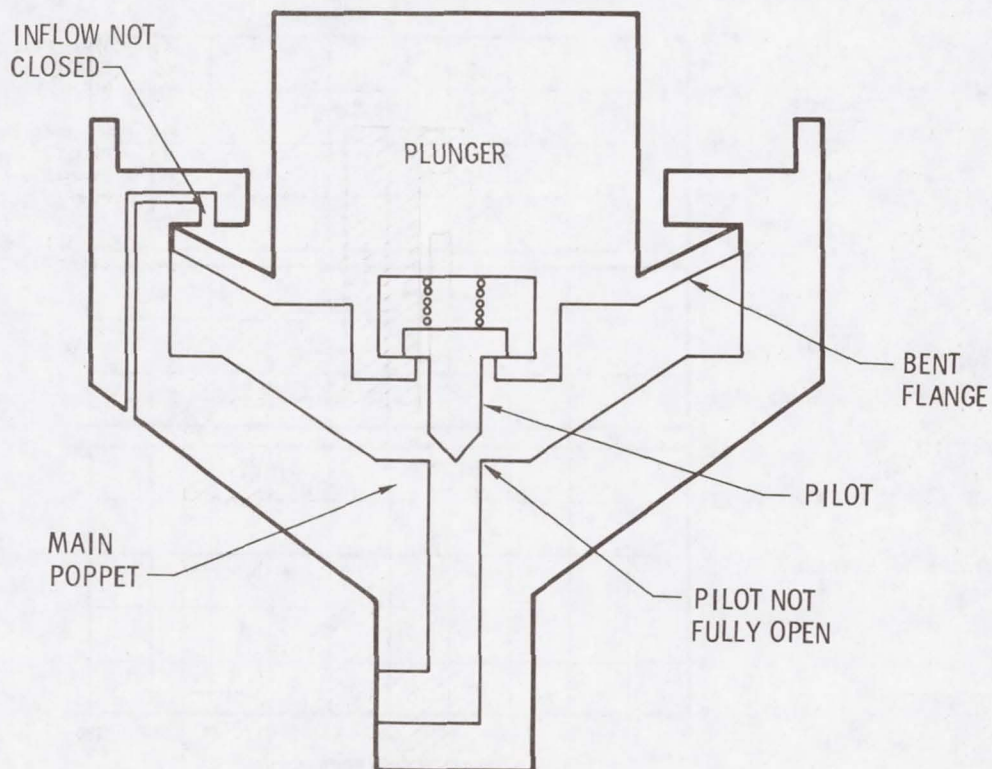 INFLOW NOT
CLOSED
PLUNGER
BENT
FLANGE
PILOT
MAIN
POPPET
PILOT NOT
FULLY OPEN